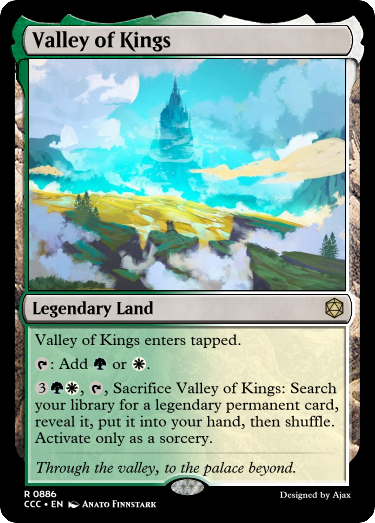 Valley of Kings
Legendary Land
Valley of Kings enters tapped.
: Add or .
3 , , Sacrifice Valley of Kings: Search
your library for a legendary permanent card,
reveal it, put it into your hand, then shuffle.
Activate only as a sorcery.
Through the valley, to the palace beyond.
R 0886
CCC • EN Anato Finnstark
Designed by Ajax